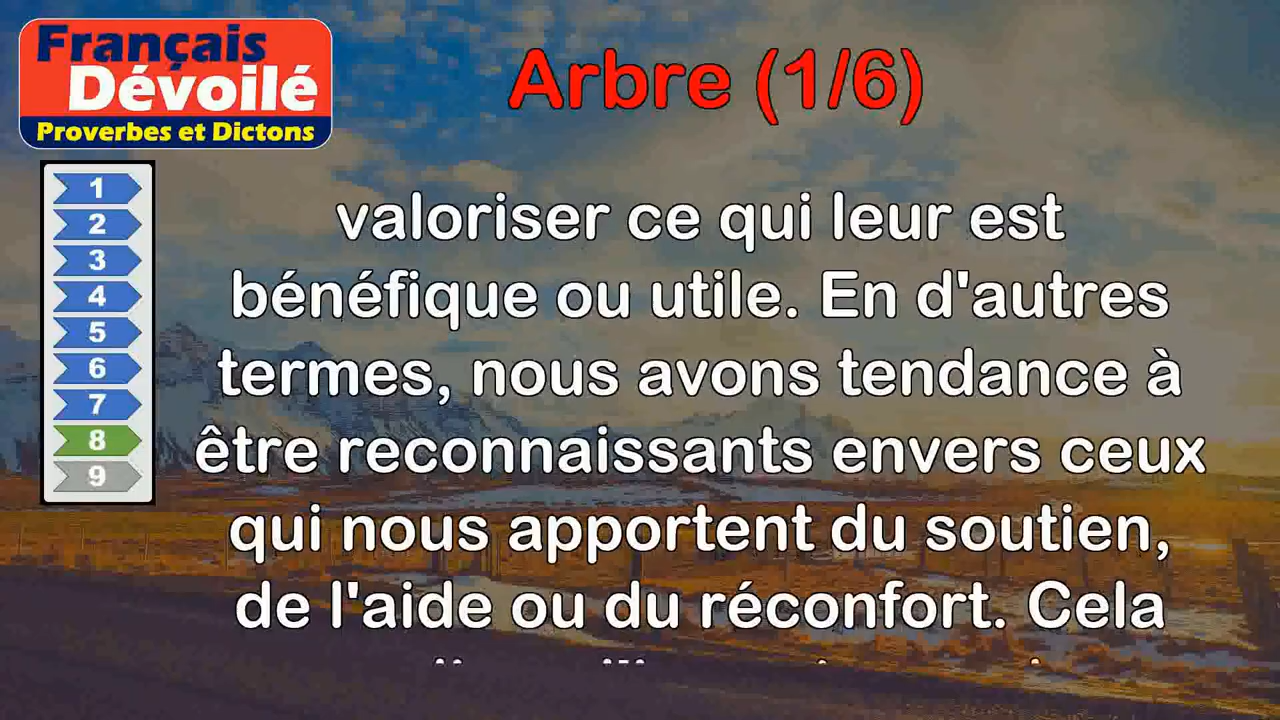 Français
Dévoilé
Proverbes et Dictons
Arbre (1/6)
1
2
3
4
5
6
7
8
9
valoriser ce qui leur est
bénéfique ou utile. En d'autres
termes, nous avons tendance à
être reconnaissants envers ceux
qui nous apportent du soutien,
de l'aide ou du réconfort. Cela